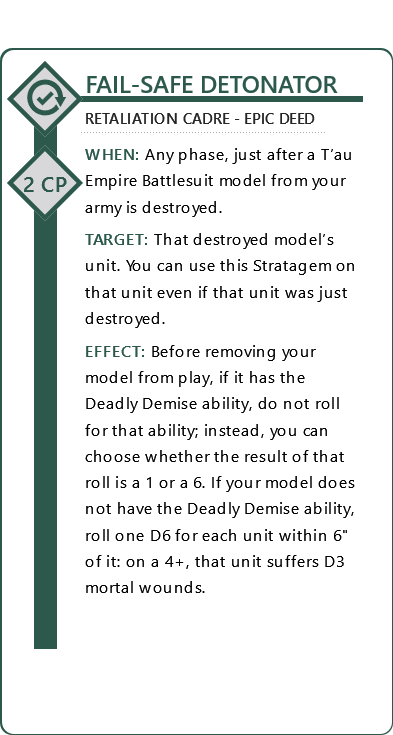 FAIL-SAFE DETONATOR
RETALIATION CADRE - EPIC DEED
2 CP
WHEN: Any phase, just after a T’au
Empire Battlesuit model from your
army is destroyed.
TARGET: That destroyed model’s
unit. You can use this Stratagem on
that unit even if that unit was just
destroyed.
EFFECT: Before removing your
model from play, if it has the
Deadly Demise ability, do not roll
for that ability; instead, you can
choose whether the result of that
roll is a 1 or a 6. If your model does
not have the Deadly Demise ability,
roll one D6 for each unit within 6"
of it: on a 4+, that unit suffers D3
mortal wounds.